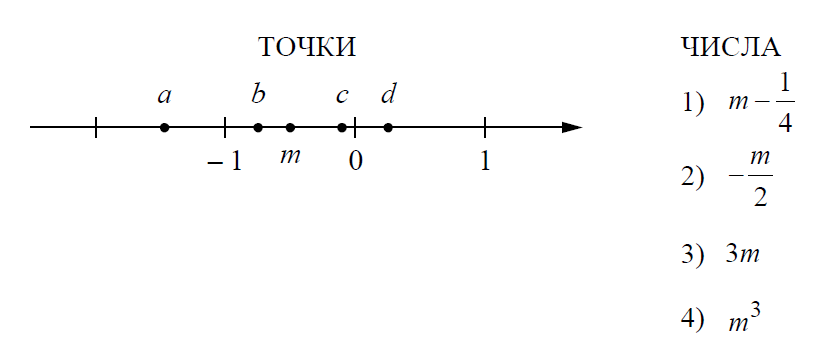 ТОЧКИ
a b c d
– 1 m 0 1
ЧИСЛА
1) m – 1/4
2) – m/2
3) 3m
4) m³